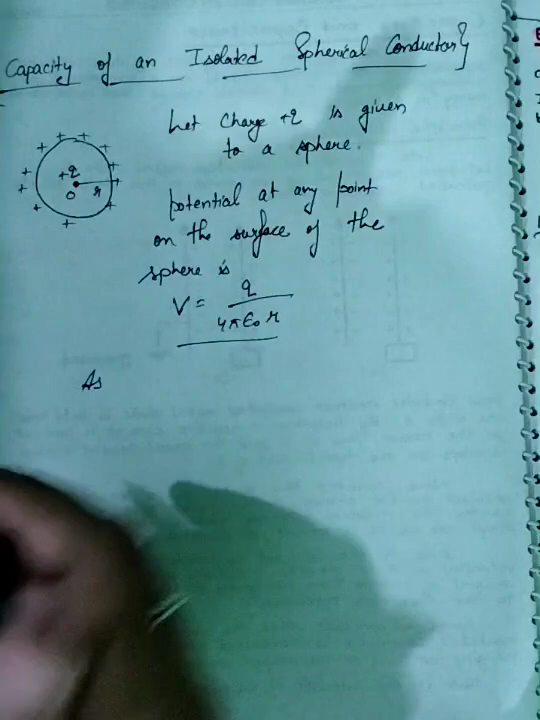 Capacity of an Isolated Spherical Conductor}
Let charge +q is given
to a sphere.
+q
O r
potential at any point
on the surface of the
sphere is
V = q
4πε₀ r
As